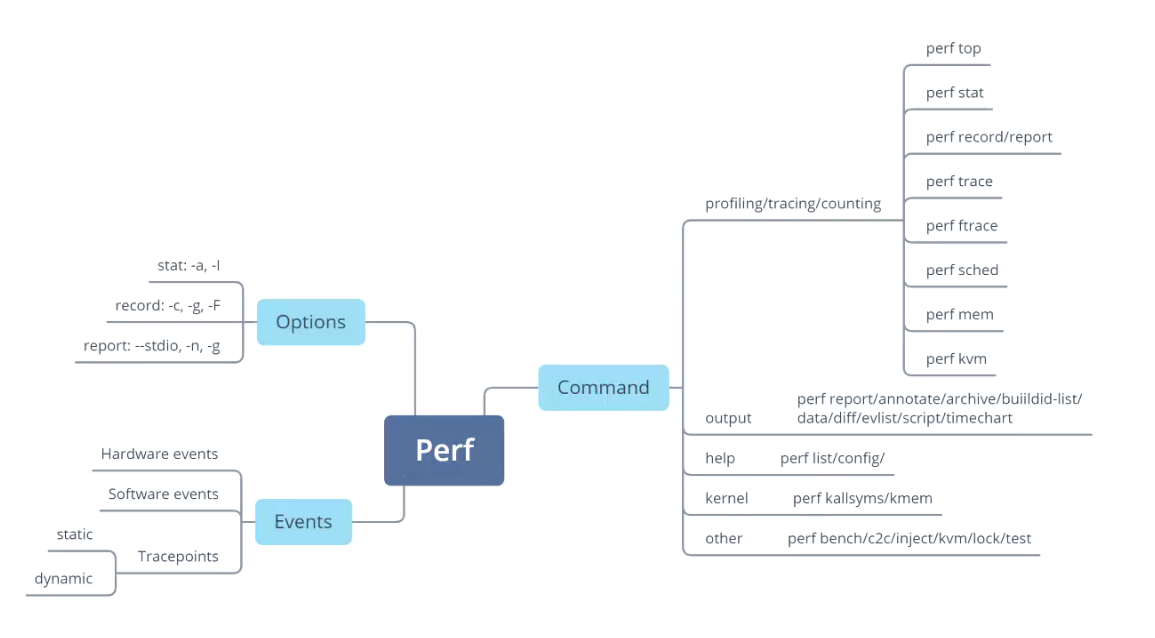 perf top
perf stat
perf record/report
perf trace
profiling/tracing/counting
perf ftrace
perf sched
perf mem
perf kvm
stat: -a, -I
record: -c, -g, -F
Options
report: --stdio, -n, -g
Command
perf report/annotate/archive/buiildid-list/
output data/diff/evlist/script/timechart
Perf
help perf list/config/
kernel perf kallsyms/kmem
other perf bench/c2c/inject/kvm/lock/test
Hardware events
Software events
Events
static
Tracepoints
dynamic